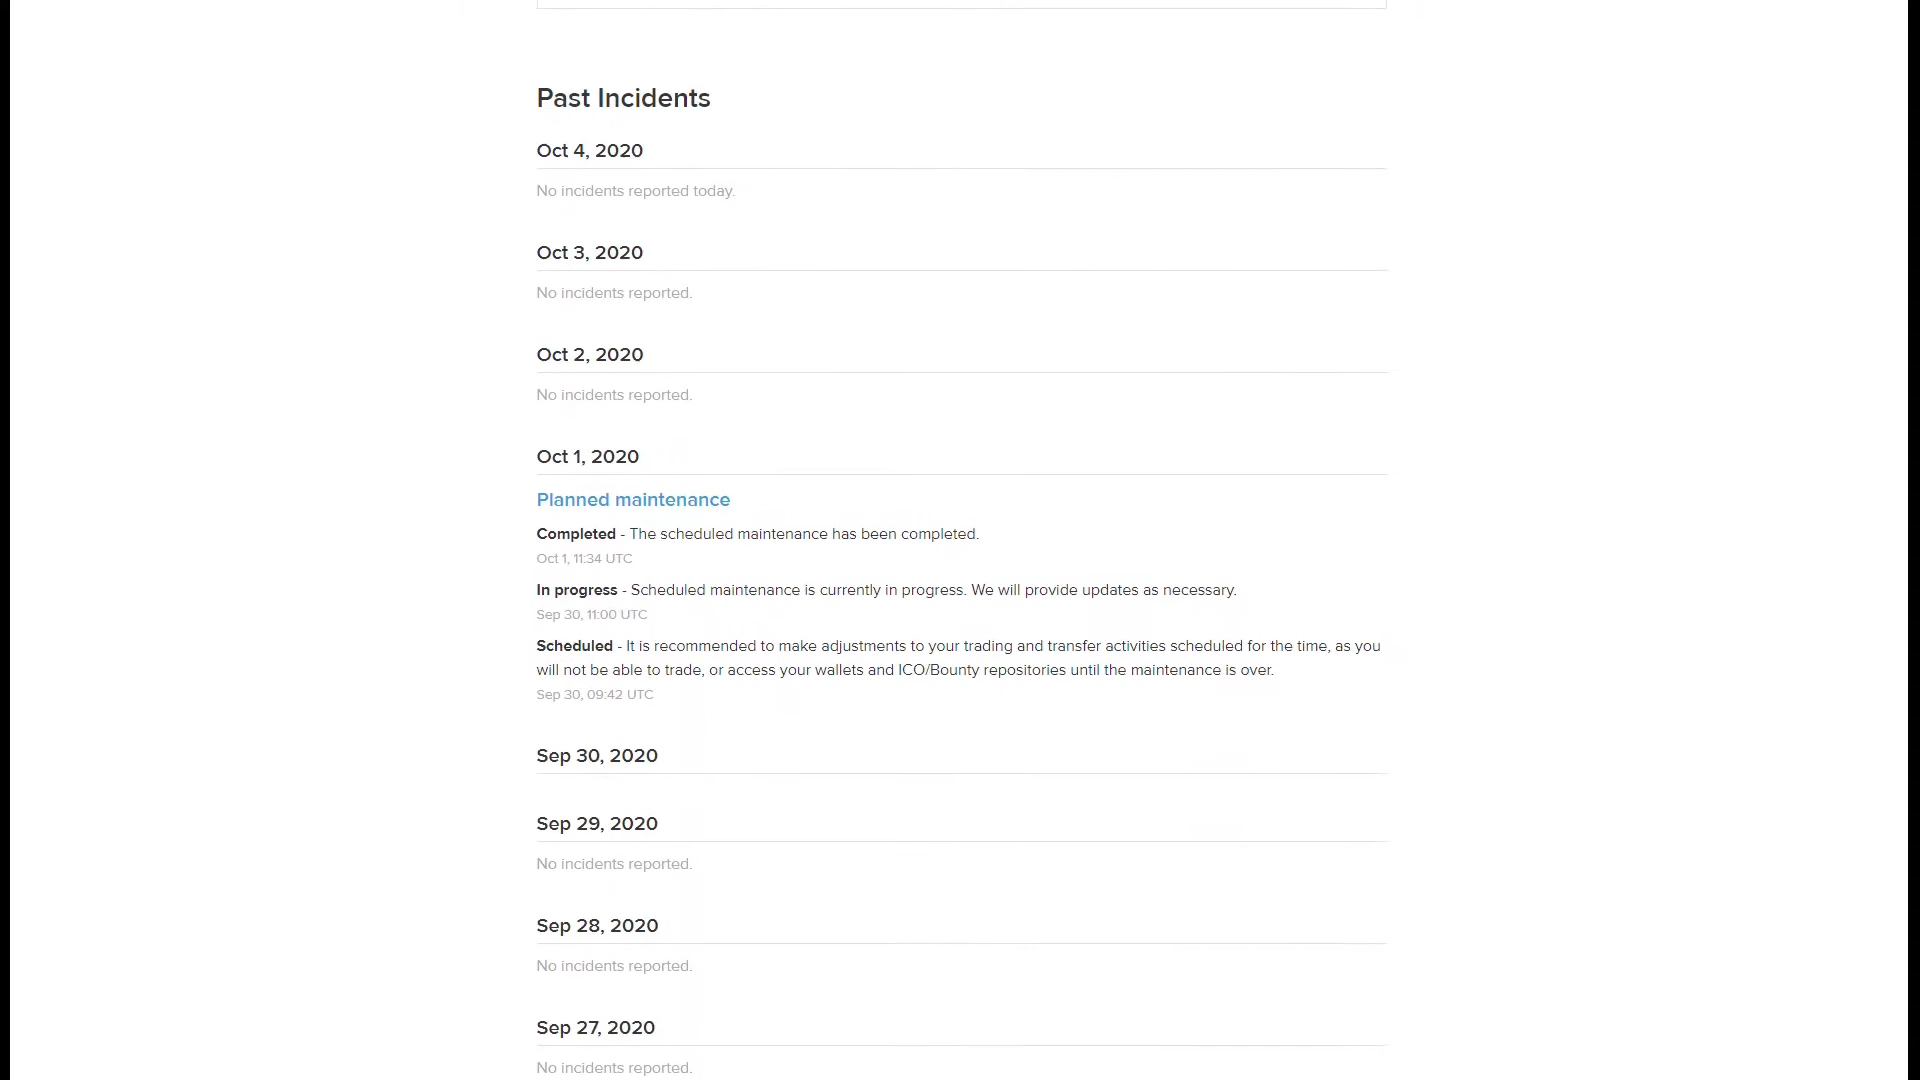 Past Incidents
Oct 4, 2020
No incidents reported today.
Oct 3, 2020
No incidents reported.
Oct 2, 2020
No incidents reported.
Oct 1, 2020
Planned maintenance
Completed - The scheduled maintenance has been completed.
Oct 1, 11:34 UTC
In progress - Scheduled maintenance is currently in progress. We will provide updates as necessary.
Sep 30, 11:00 UTC
Scheduled - It is recommended to make adjustments to your trading and transfer activities scheduled for the time, as you
will not be able to trade, or access your wallets and ICO/Bounty repositories until the maintenance is over.
Sep 30, 09:42 UTC
Sep 30, 2020
Sep 29, 2020
No incidents reported.
Sep 28, 2020
No incidents reported.
Sep 27, 2020
No incidents reported.